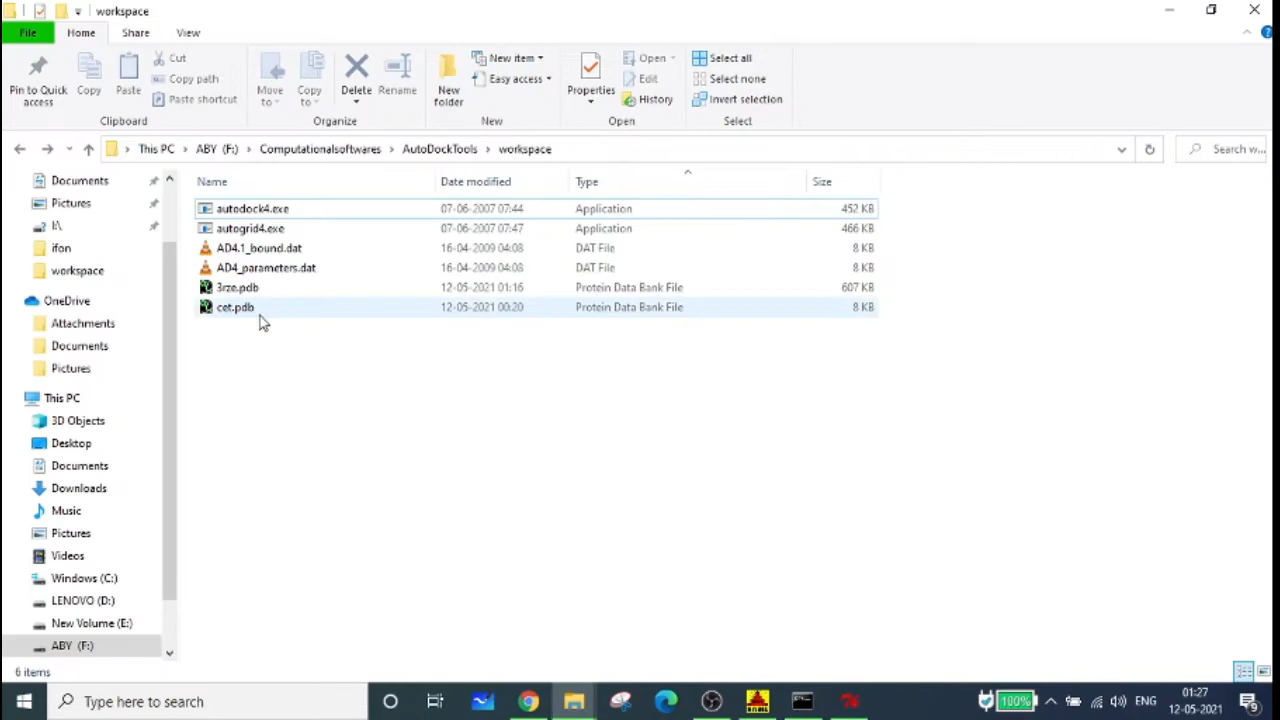 workspace
File Home Share View
Pin to Quick access
Copy
Paste
Cut
Copy path
Paste shortcut
Clipboard
Move to
Copy to
Delete
Rename
Organize
New folder
New item
Easy access
New
Properties
Open
Edit
History
Open
Select all
Select none
Invert selection
Select
This PC › ABY (F:) › Computationalsoftwares › AutoDockTools › workspace
Search w...
Name Date modified Type Size
autodock4.exe 07-06-2007 07:44 Application 452 KB
autogrid4.exe 07-06-2007 07:47 Application 466 KB
AD4.1_bound.dat 16-04-2009 04:08 DAT File 8 KB
AD4_parameters.dat 16-04-2009 04:08 DAT File 8 KB
3rze.pdb 12-05-2021 01:16 Protein Data Bank File 607 KB
cet.pdb 12-05-2021 00:20 Protein Data Bank File 8 KB
Documents
Pictures
ifon
workspace
OneDrive
Attachments
Documents
Pictures
This PC
3D Objects
Desktop
Documents
Downloads
Music
Pictures
Videos
Windows (C:)
LENOVO (D:)
New Volume (E:)
ABY (F:)
6 items
Type here to search
100%
ENG
01:27
12-05-2021